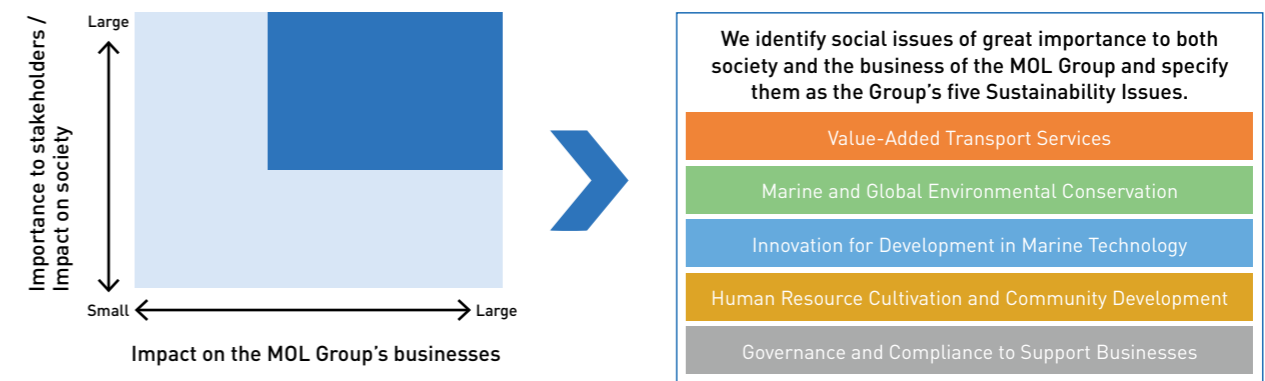 Importance to stakeholders /
Impact on society
Large
Small
Large
Impact on the MOL Group's businesses
We identify social issues of great importance to both
society and the business of the MOL Group and specify
them as the Group's five Sustainability Issues.
Value-Added Transport Services
Marine and Global Environmental Conservation
Innovation for Development in Marine Technology
Human Resource Cultivation and Community Development
Governance and Compliance to Support Businesses